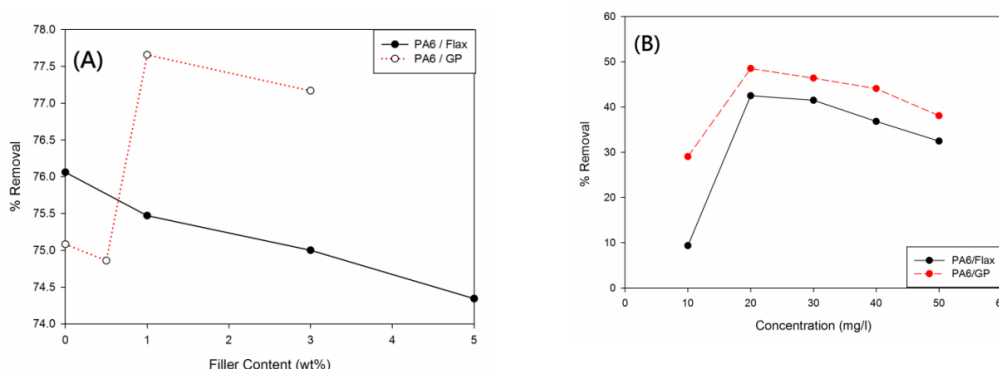 (A)
PA6 / Flax
PA6 / GP
78.0
77.5
77.0
76.5
76.0
75.5
75.0
74.5
74.0
% Removal
0 1 2 3 4 5
Filler Content (wt%)
(B)
60
50
40
30
20
10
0
% Removal
PA6/Flax
PA6/GP
0 10 20 30 40 50
Concentration (mg/l)